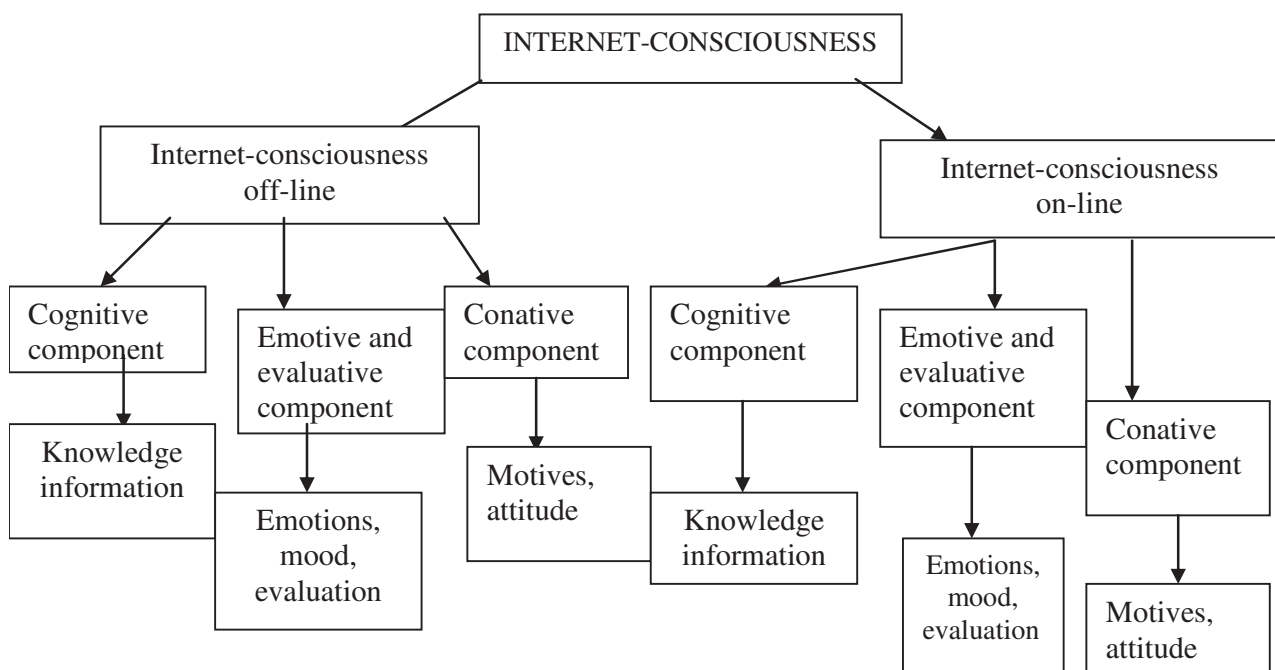 INTERNET-CONSCIOUSNESS
Internet-consciousness
off-line
Internet-consciousness
on-line
Cognitive
component
Emotive and
evaluative
component
Conative
component
Cognitive
component
Emotive and
evaluative
component
Conative
component
Knowledge
information
Emotions,
mood,
evaluation
Motives,
attitude
Knowledge
information
Emotions,
mood,
evaluation
Motives,
attitude